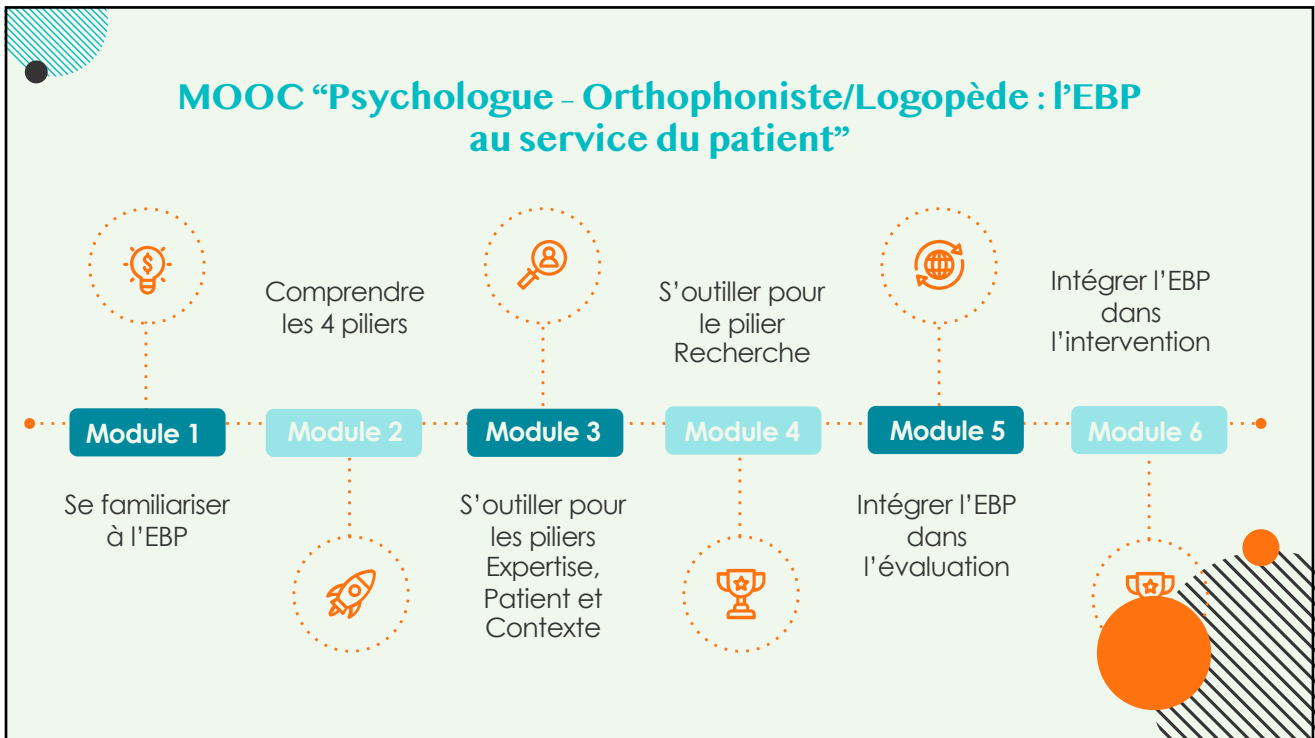 MOOC “Psychologue – Orthophoniste/Logopède : l’EBP
au service du patient”
Module 1
Se familiariser
à l’EBP
Comprendre
les 4 piliers
Module 2
Module 3
S’outiller pour
les piliers
Expertise,
Patient et
Contexte
S’outiller pour
le pilier
Recherche
Module 4
Module 5
Intégrer l’EBP
dans
l’évaluation
Intégrer l’EBP
dans
l’intervention
Module 6